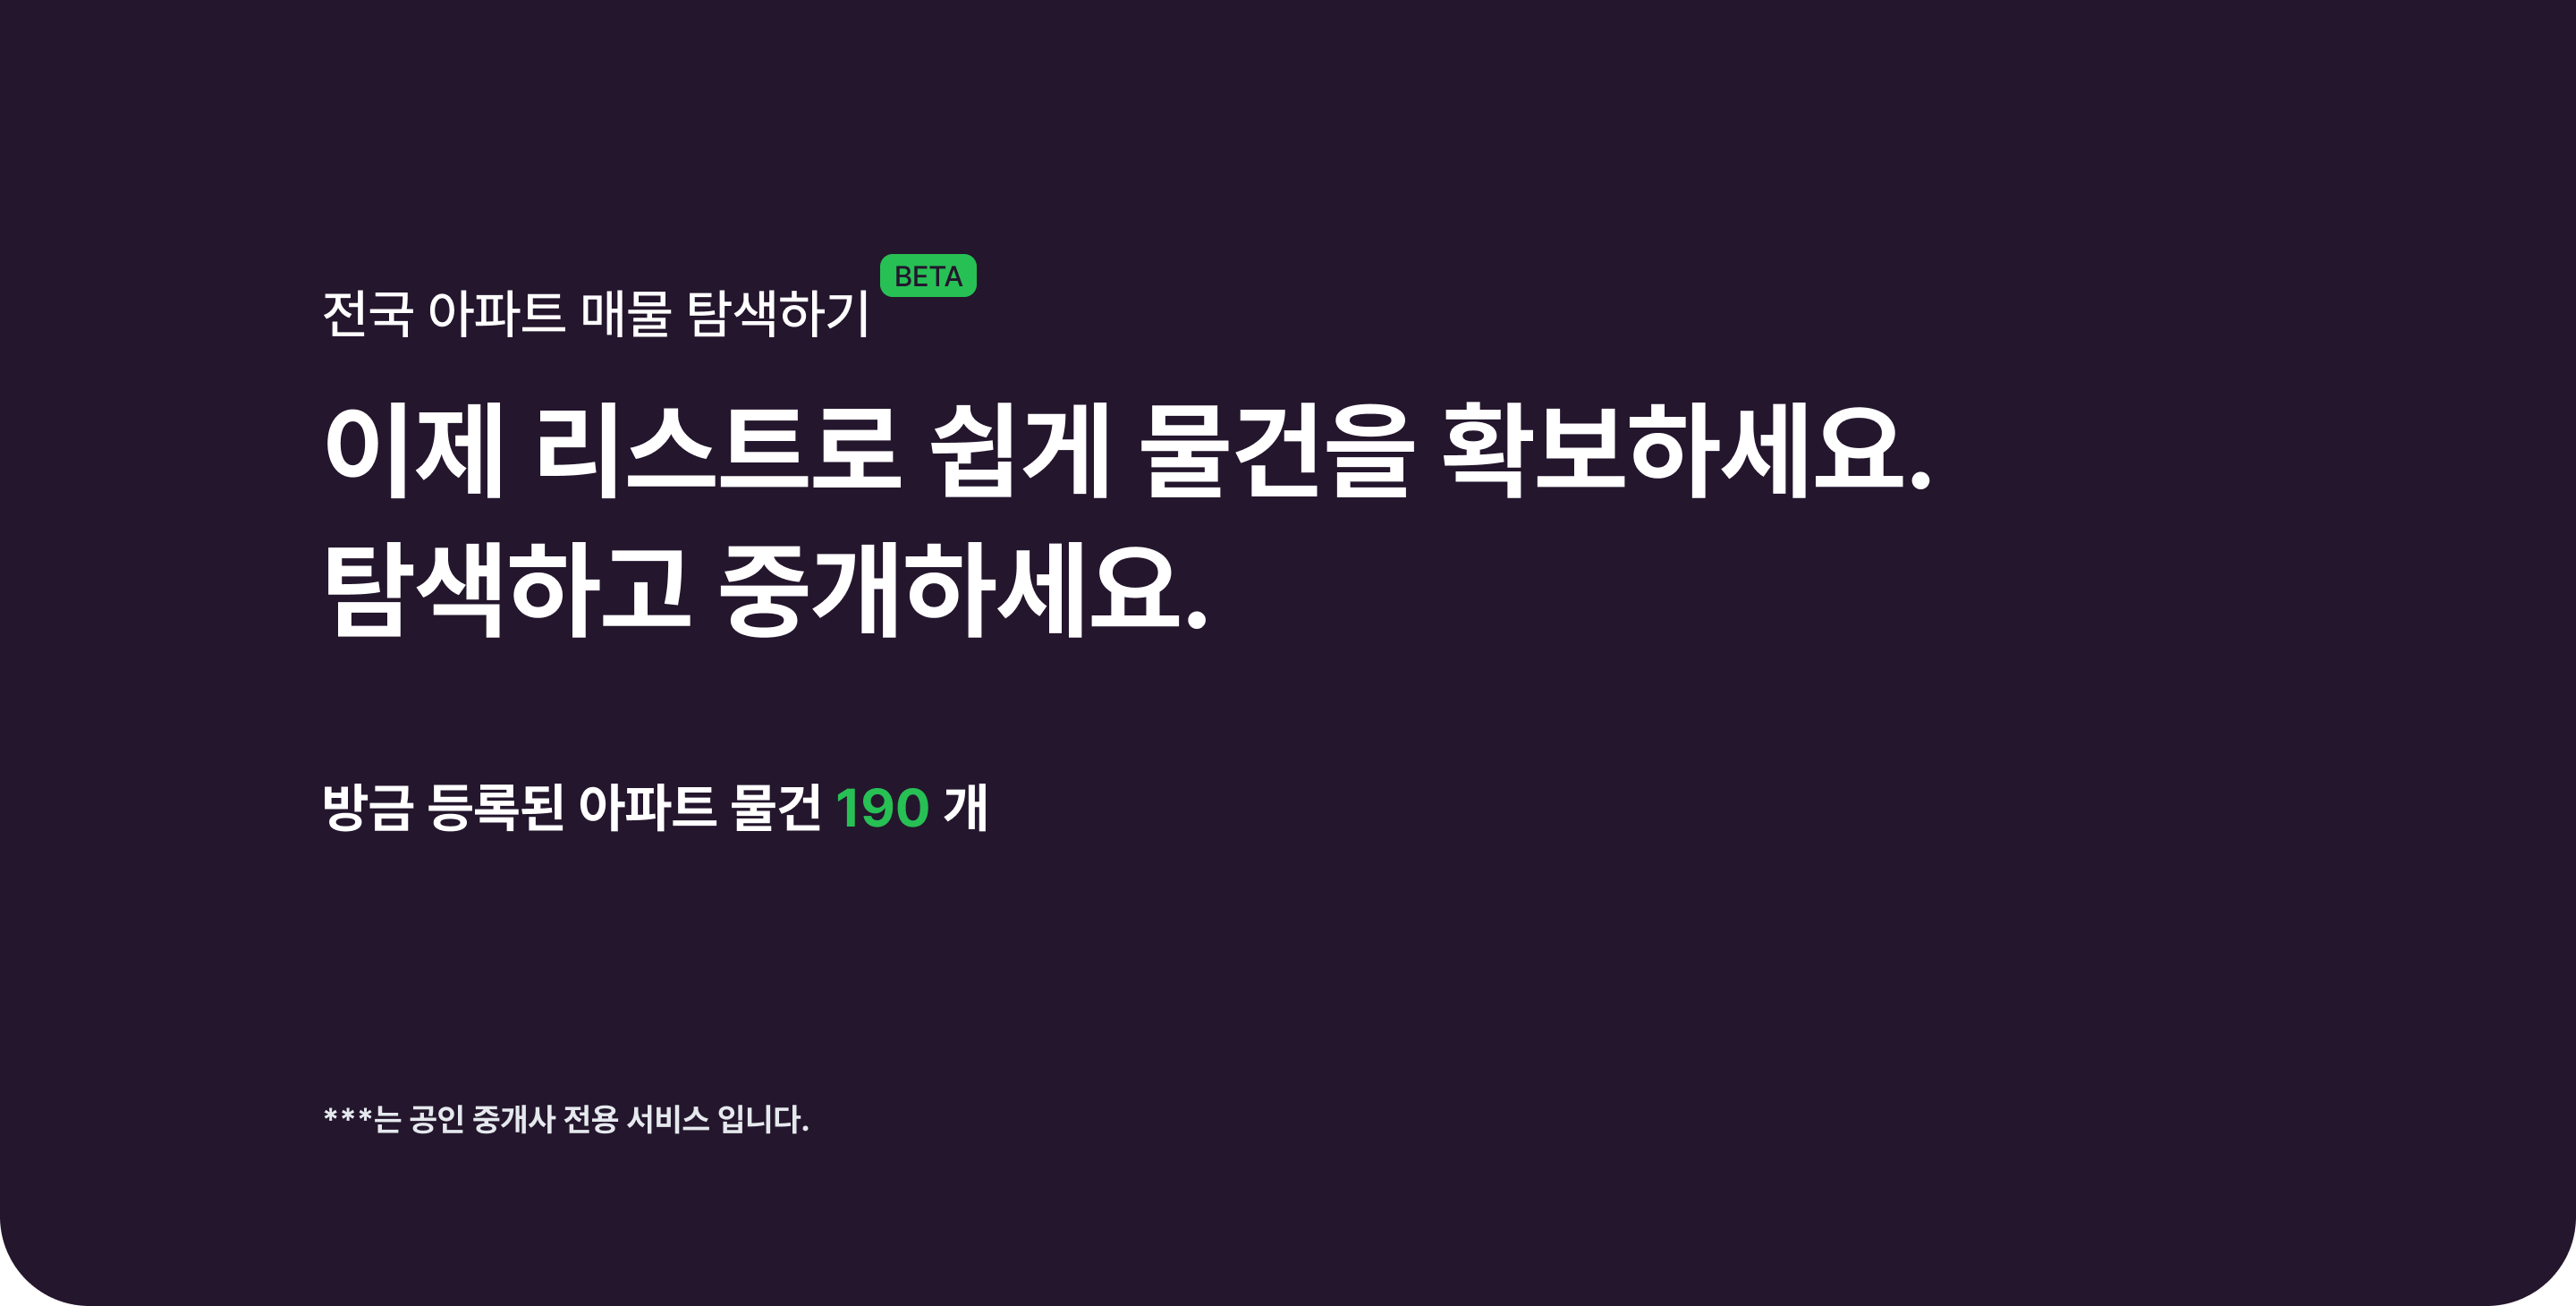 전국 아파트 매물 탐색하기 BETA
이제 리스트로 쉽게 물건을 확보하세요.
탐색하고 중개하세요.
방금 등록된 아파트 물건 190 개
***는 공인 중개사 전용 서비스 입니다.